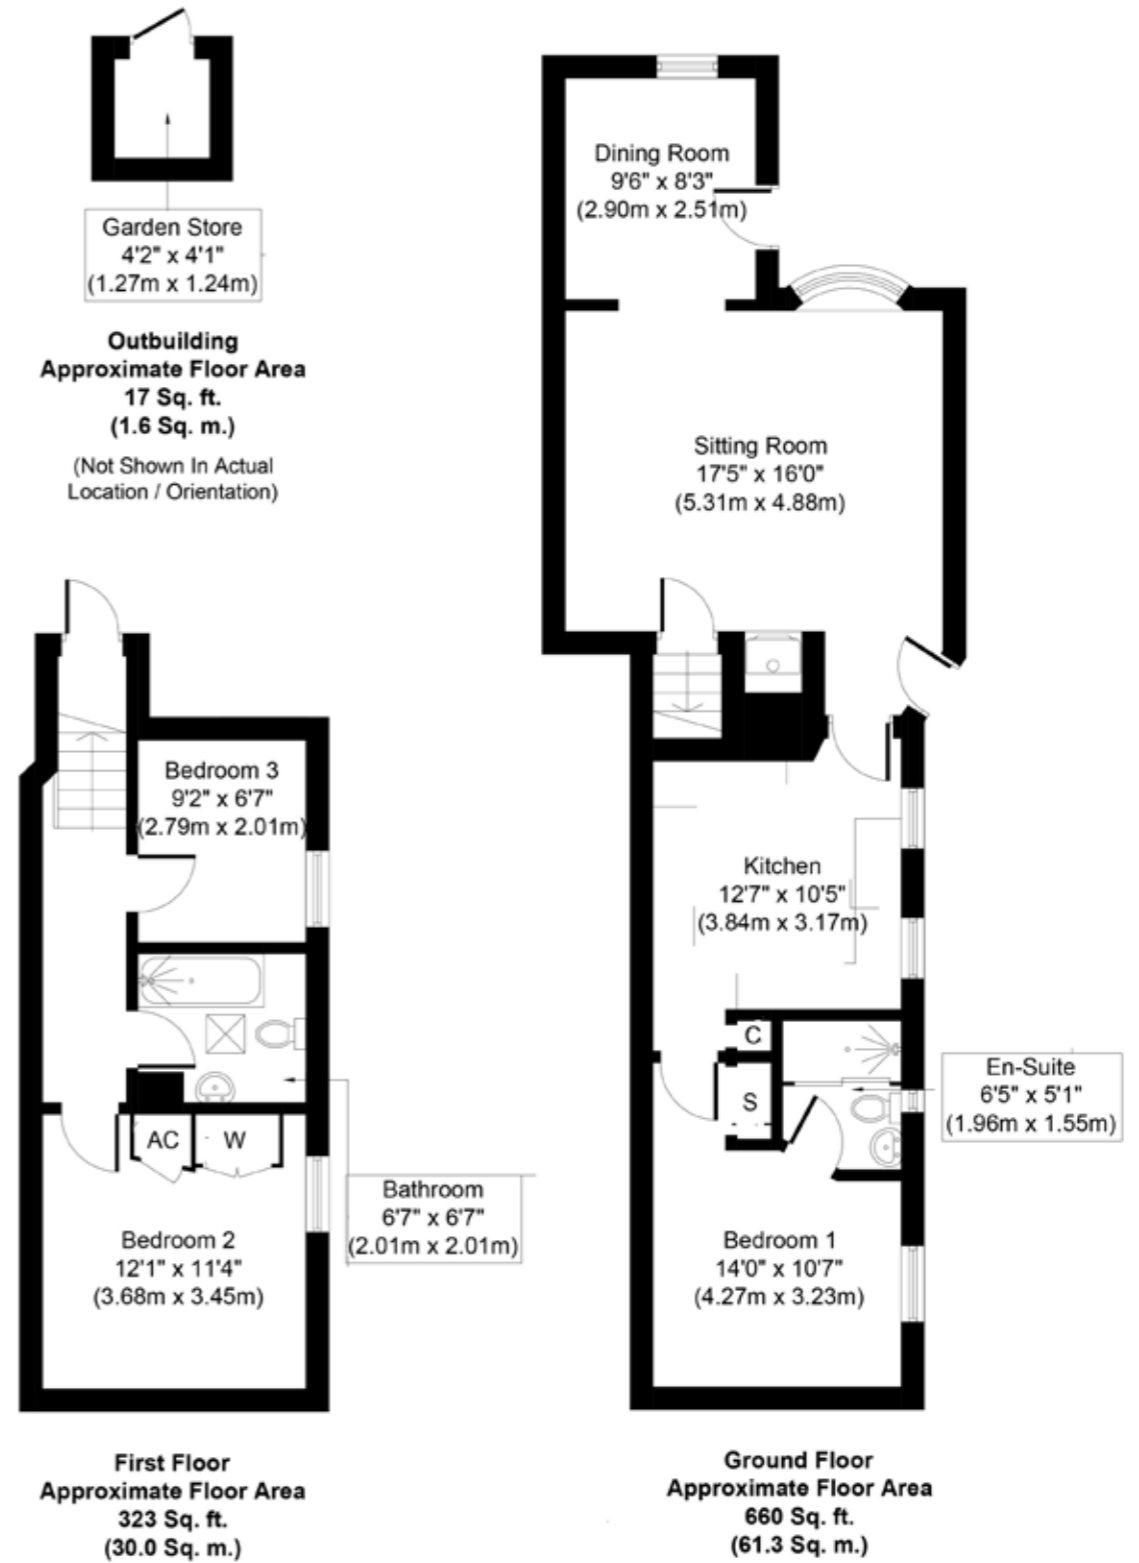 Garden Store
4'2" x 4'1"
(1.27m x 1.24m)
Outbuilding
Approximate Floor Area
17 Sq. ft.
(1.6 Sq. m.)
(Not Shown In Actual
Location / Orientation)
Dining Room
9'6" x 8'3"
(2.90m x 2.51m)
Sitting Room
17'5" x 16'0"
(5.31m x 4.88m)
Kitchen
12'7" x 10'5"
(3.84m x 3.17m)
C
S
En-Suite
6'5" x 5'1"
(1.96m x 1.55m)
Bedroom 1
14'0" x 10'7"
(4.27m x 3.23m)
Ground Floor
Approximate Floor Area
660 Sq. ft.
(61.3 Sq. m.)
Bedroom 3
9'2" x 6'7"
(2.79m x 2.01m)
AC
W
Bathroom
6'7" x 6'7"
(2.01m x 2.01m)
Bedroom 2
12'1" x 11'4"
(3.68m x 3.45m)
First Floor
Approximate Floor Area
323 Sq. ft.
(30.0 Sq. m.)